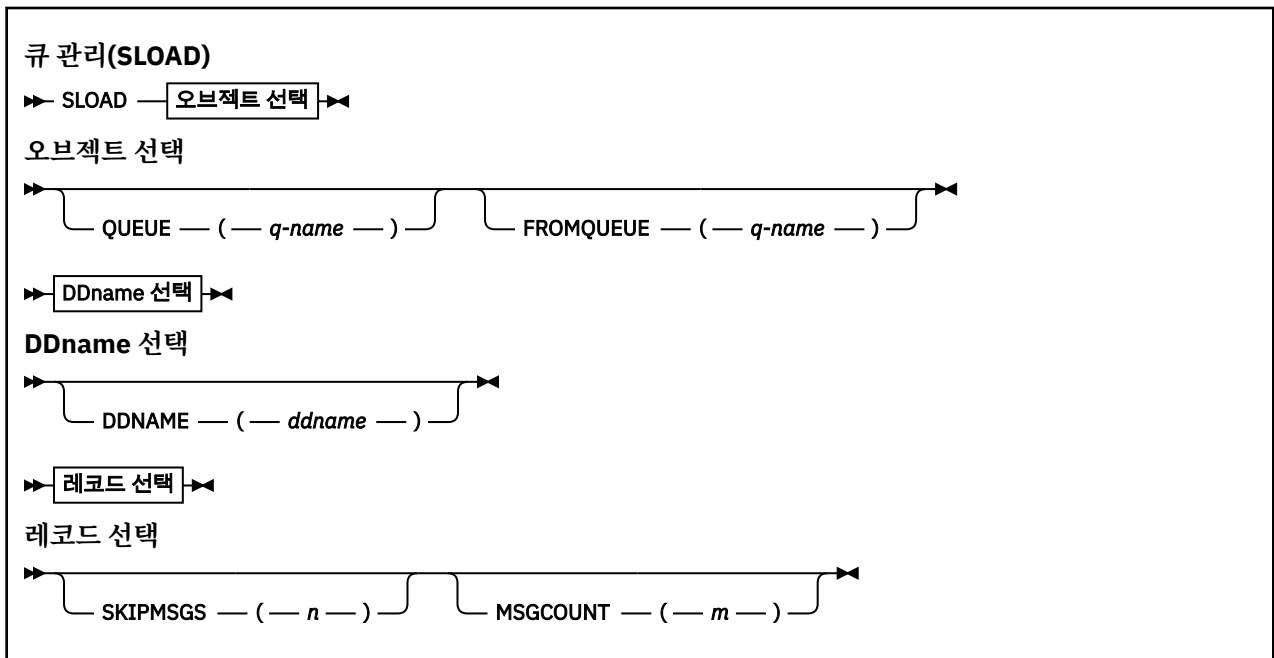 큐 관리(SLOAD)
SLOAD 오브젝트 선택
오브젝트 선택
QUEUE ( q-name ) FROMQUEUE ( q-name )
DDname 선택
DDname 선택
DDNAME ( ddname )
레코드 선택
레코드 선택
SKIPMSGS ( n ) MSGCOUNT ( m )